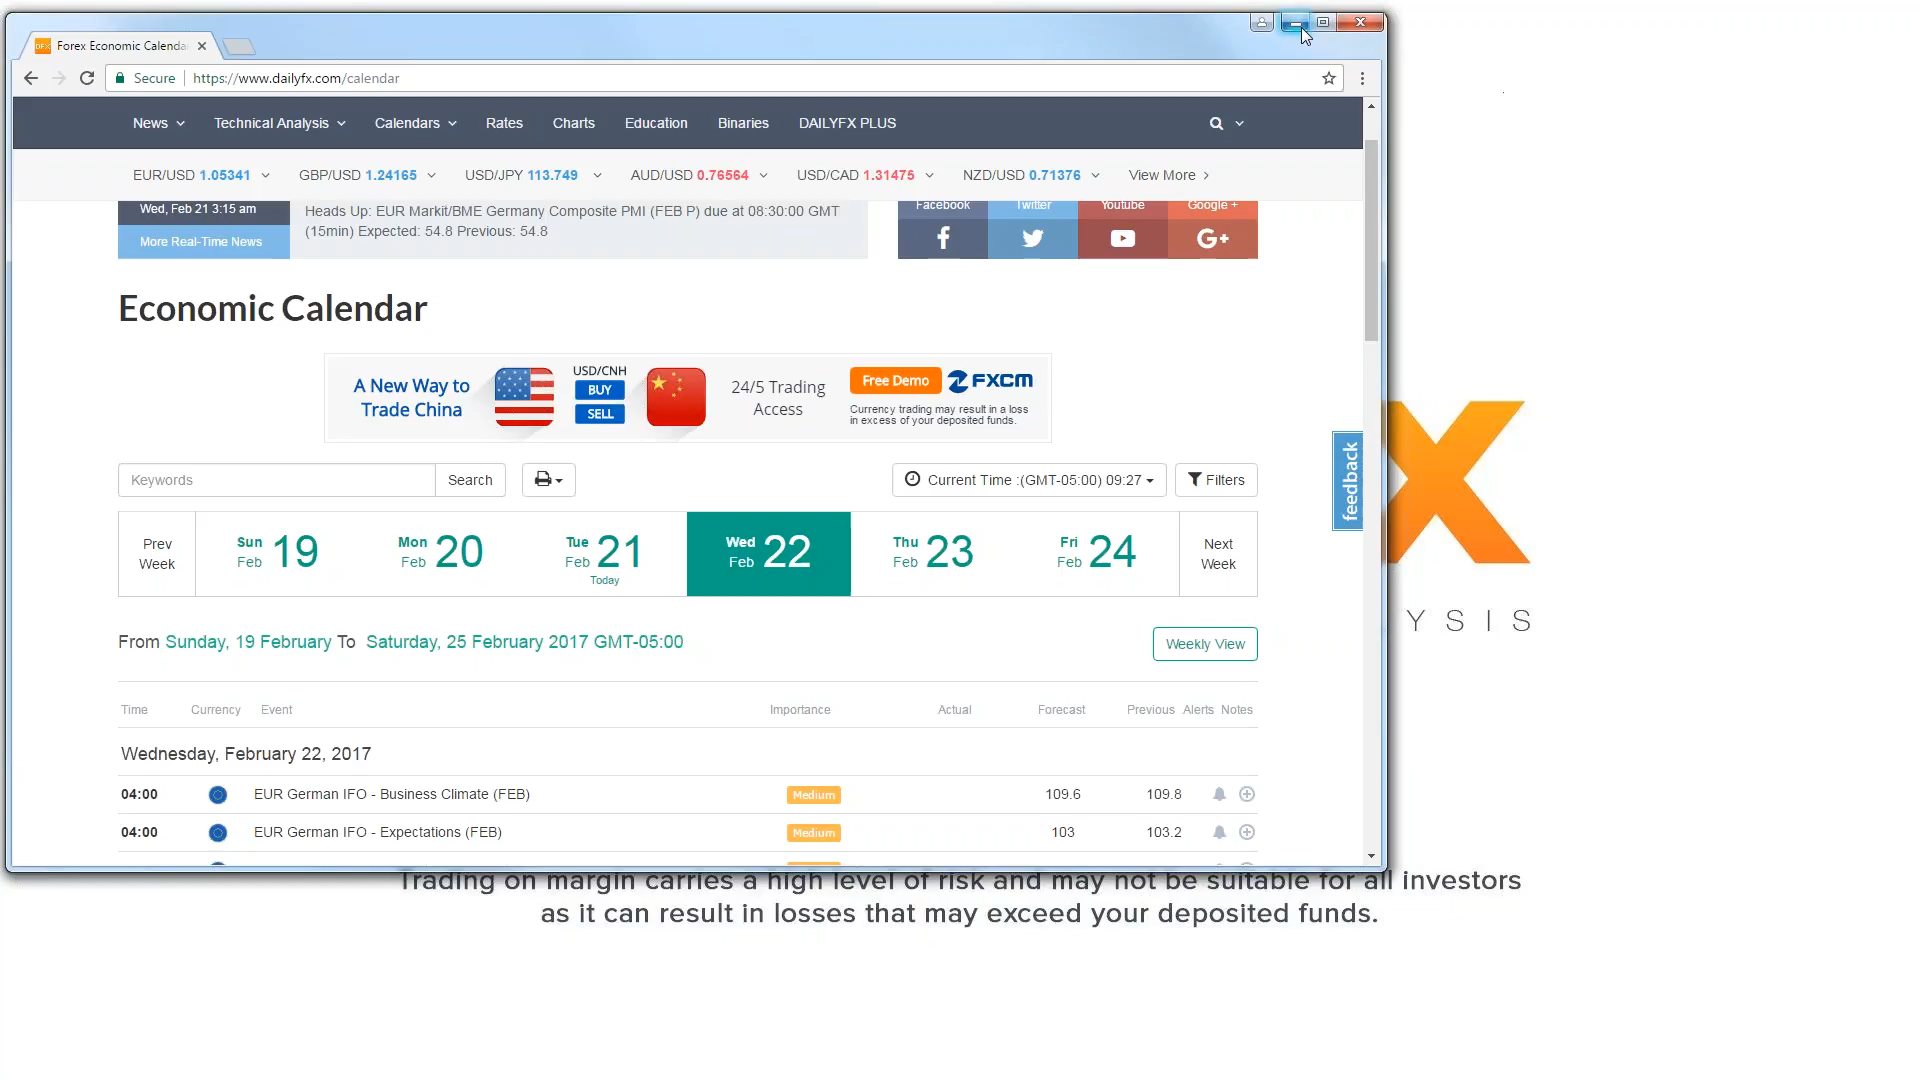 Forex Economic Calenda
Secure
https://www.dailyfx.com/calendar
News
Technical Analysis
Calendars
Rates
Charts
Education
Binaries
DAILYFX PLUS
EUR/USD 1.05341
GBP/USD 1.24165
USD/JPY 113.749
AUD/USD 0.76564
USD/CAD 1.31475
NZD/USD 0.71376
View More
Wed, Feb 21 3:15 am
More Real-Time News
Heads Up: EUR Markit/BME Germany Composite PMI (FEB P) due at 08:30:00 GMT
(15min) Expected: 54.8 Previous: 54.8
Facebook
Twitter
Youtube
Google +
G+
Economic Calendar
A New Way to
Trade China
USD/CNH
BUY
SELL
24/5 Trading
Access
Free Demo
FXCM
Currency trading may result in a loss
in excess of your deposited funds.
feedback
Keywords
Search
Current Time :(GMT-05:00) 09:27
Filters
Prev
Week
Sun
Feb
19
Mon
Feb
20
Tue
Feb
21
Today
Wed
Feb
22
Thu
Feb
23
Fri
Feb
24
Next
Week
From Sunday, 19 February To Saturday, 25 February 2017 GMT-05:00
Weekly View
Time Currency Event Importance Actual Forecast Previous Alerts Notes
Wednesday, February 22, 2017
04:00 EUR German IFO - Business Climate (FEB) Medium 109.6 109.8
04:00 EUR German IFO - Expectations (FEB) Medium 103 103.2
X
YSIS
Trading on margin carries a high level of risk and may not be suitable for all investors
as it can result in losses that may exceed your deposited funds.